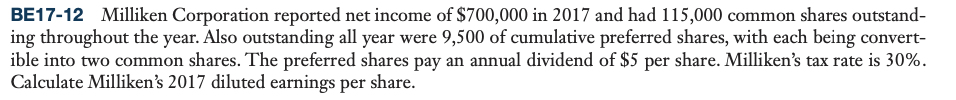 BE17-12 Milliken Corporation reported net income of $700,000 in 2017 and had 115,000 common shares outstand-
ing throughout the year. Also outstanding all year were 9,500 of cumulative preferred shares, with each being convert-
ible into two common shares. The preferred shares pay an annual dividend of $5 per share. Milliken's tax rate is 30%.
Calculate Milliken's 2017 diluted earnings per share.